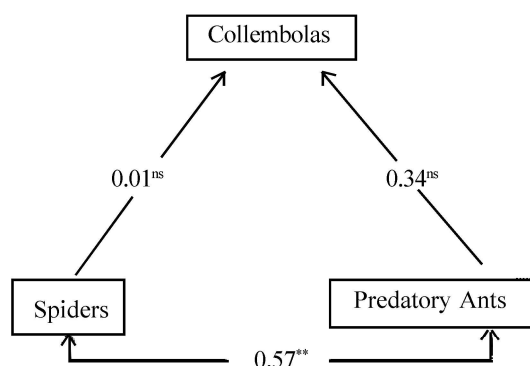 Collembolas
0.01ns
0.34ns
Spiders
Predatory Ants
0.57**